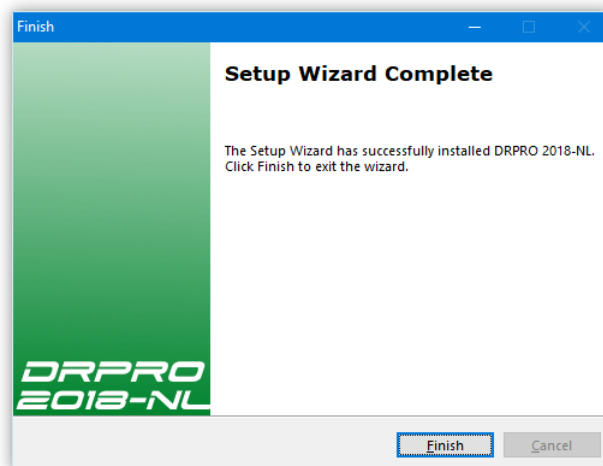 Finish
Setup Wizard Complete
The Setup Wizard has successfully installed DRPRO 2018-NL.
Click Finish to exit the wizard.
DRPRO
2018-NL
Finish
Cancel